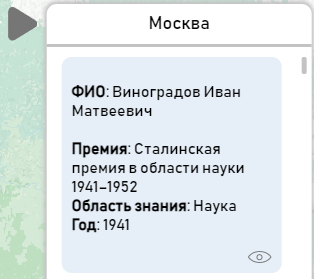 Москва
ФИО: Виноградов Иван
Матвеевич
Премия: Сталинская
премия в области науки
1941–1952
Область знания: Наука
Год: 1941